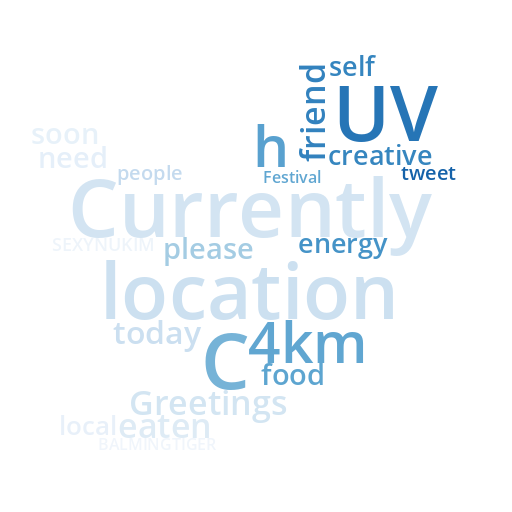 self
friend
UV
soon
h
creative
need
people
Festival
tweet
Currently
SEXYNUKIM
please
energy
location
today
C
4km
food
Greetings
local
eaten
BALMINGTIGER